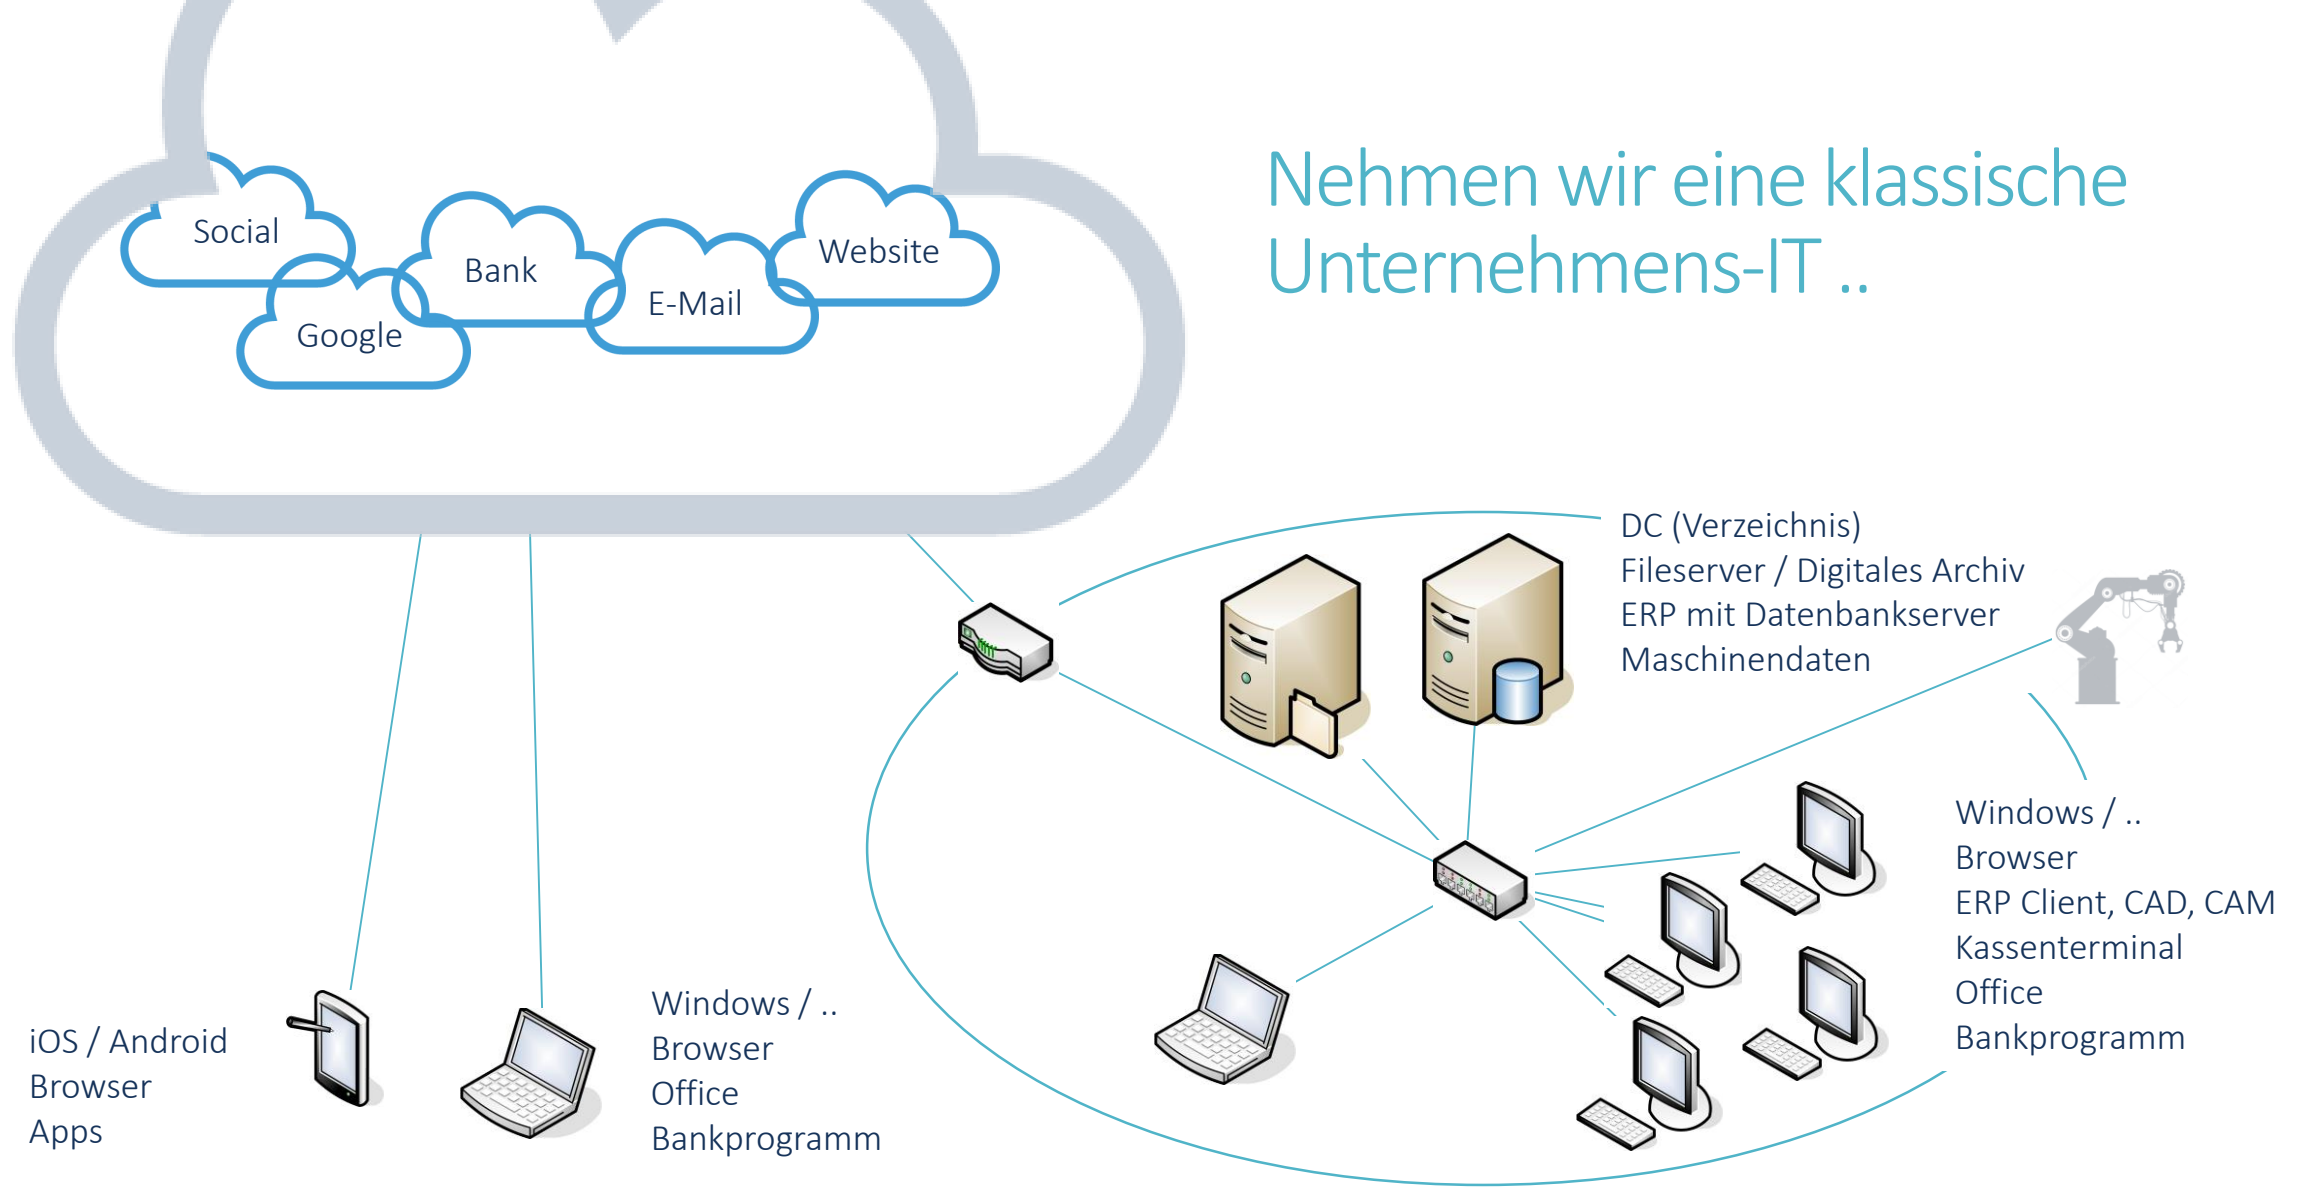 Nehmen wir eine klassische
Unternehmens-IT ..
Social
Google
Bank
E-Mail
Website
DC (Verzeichnis)
Fileserver / Digitales Archiv
ERP mit Datenbankserver
Maschinendaten
Windows / ..
Browser
ERP Client, CAD, CAM
Kassenterminal
Office
Bankprogramm
Windows / ..
Browser
Office
Bankprogramm
iOS / Android
Browser
Apps